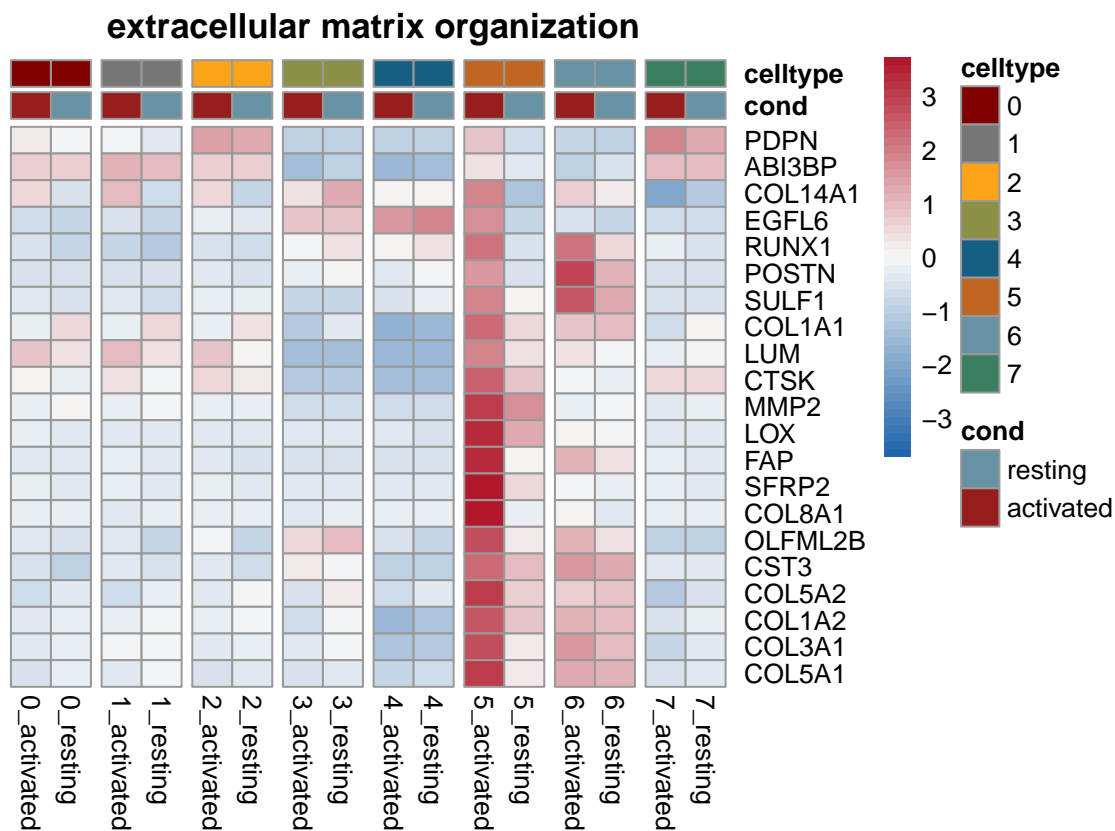 extracellular matrix organization
celltype
cond
PDPN
ABI3BP
COL14A1
EGFL6
RUNX1
POSTN
SULF1
COL1A1
LUM
CTSK
MMP2
LOX
FAP
SFRP2
COL8A1
OLFML2B
CST3
COL5A2
COL1A2
COL3A1
COL5A1
0_activated
0_resting
1_activated
1_resting
2_activated
2_resting
3_activated
3_resting
4_activated
4_resting
5_activated
5_resting
6_activated
6_resting
7_activated
7_resting
3
2
1
0
−1
−2
−3
celltype
0
1
2
3
4
5
6
7
cond
resting
activated